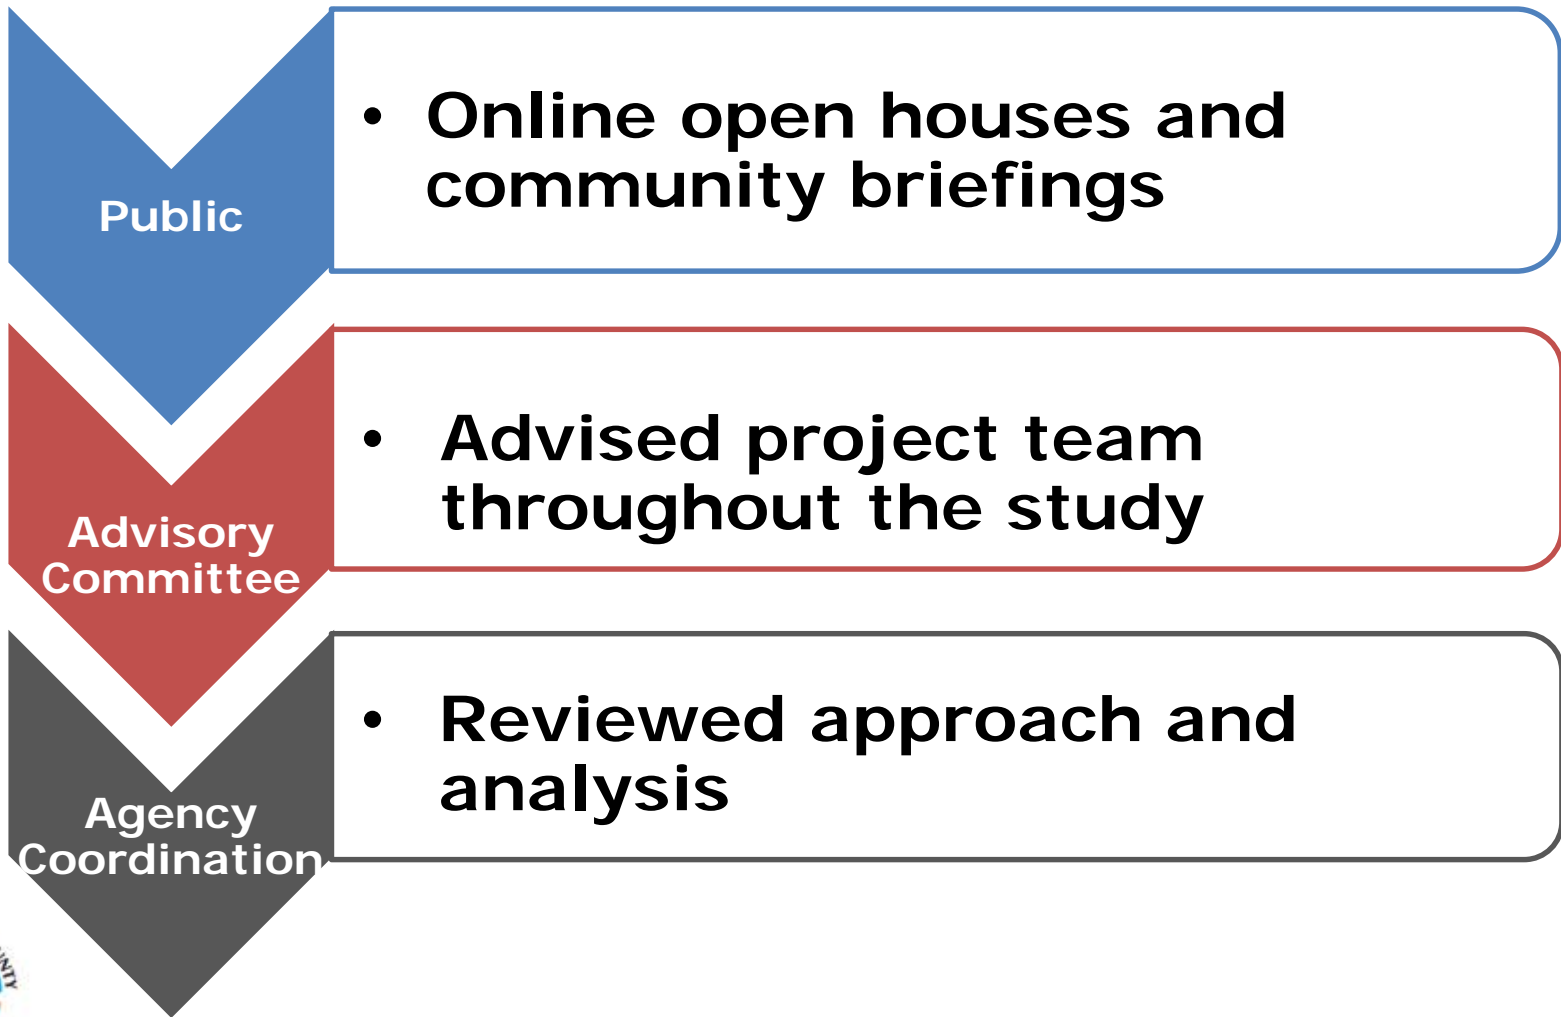 Public
• Online open houses and
community briefings
Advisory
Committee
• Advised project team
throughout the study
Agency
Coordination
• Reviewed approach and
analysis